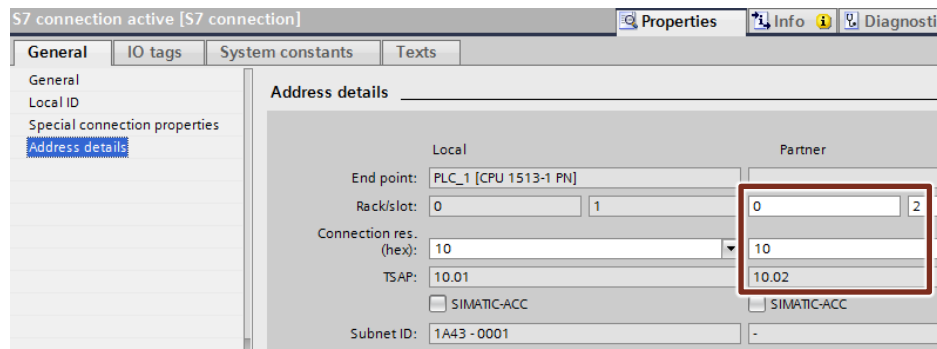 S7 connection active [S7 connection]
Properties
Info
Diagnosti
General
IO tags
System constants
Texts
General
Local ID
Special connection properties
Address details
Address details
Local
Partner
End point:
PLC_1 [CPU 1513-1 PN]
Rack/slot:
0
1
0
2
Connection res.
(hex):
10
10
TSAP:
10.01
10.02
SIMATIC-ACC
SIMATIC-ACC
Subnet ID:
1A43 - 0001
-